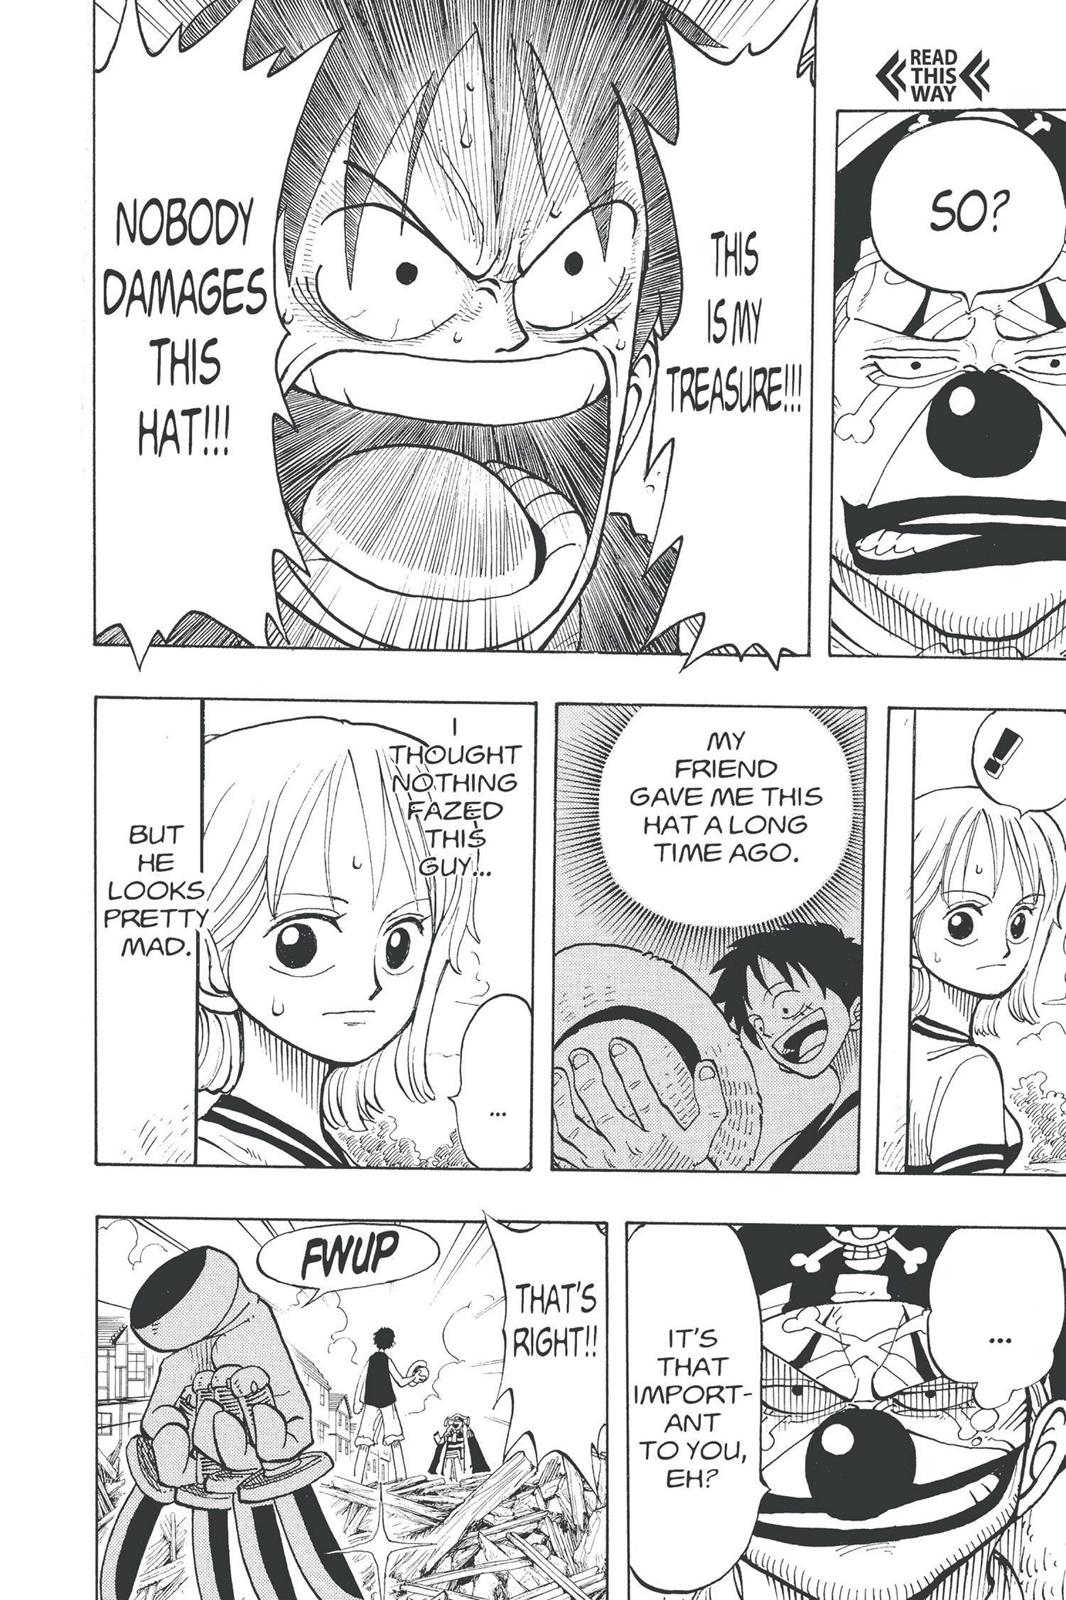 READ
THIS
WAY
SO?
THIS
IS MY
TREASURE!!!
NOBODY
DAMAGES
THIS
HAT!!!
!
MY
FRIEND
GAVE ME THIS
HAT A LONG
TIME AGO.
I
THOUGHT
NOTHING
FAZED
THIS
GUY...
...
BUT
HE
LOOKS
PRETTY
MAD.
...
IT'S
THAT
IMPORT-
ANT
TO YOU,
EH?
THAT'S
RIGHT!!
FWUP